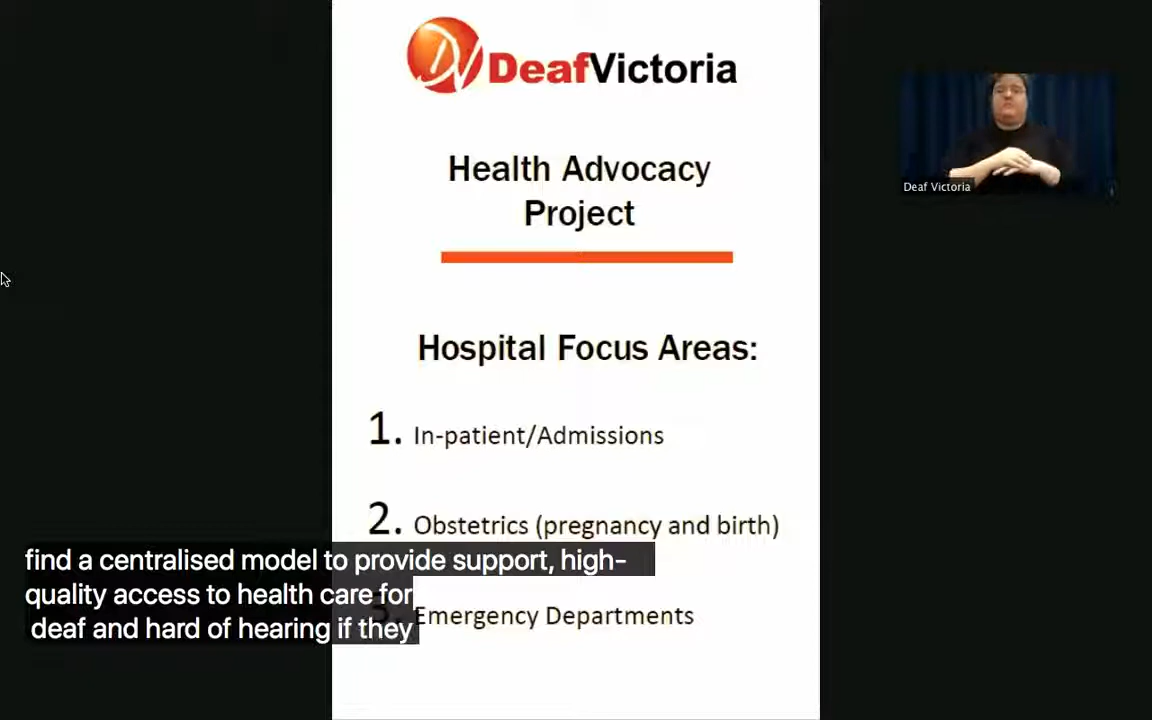 DeafVictoria
Health Advocacy
Project
Hospital Focus Areas:
1. In-patient/Admissions
2. Obstetrics (pregnancy and birth)
3. Emergency Departments
find a centralised model to provide support, high-
quality access to health care for
deaf and hard of hearing if they
Deaf Victoria